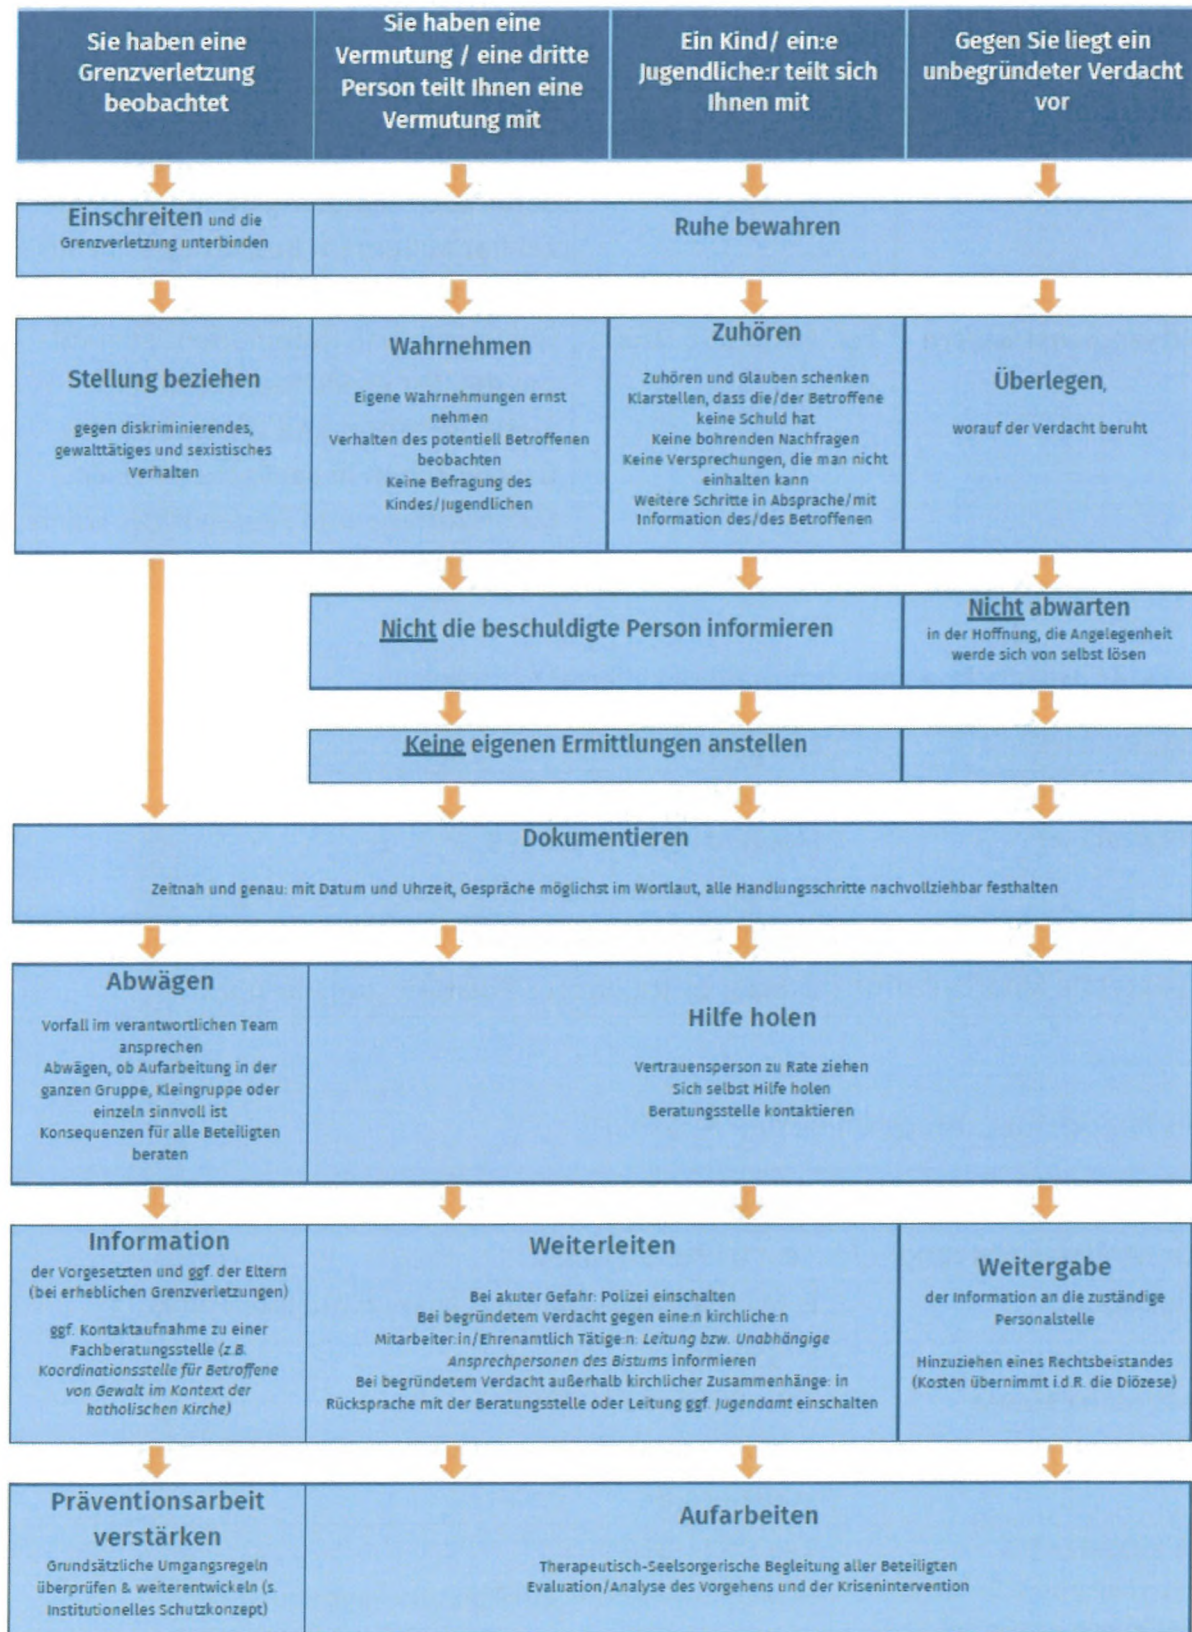 Sie haben eine
Grenzverletzung
beobachtet
Sie haben eine
Vermutung / eine dritte
Person teilt Ihnen eine
Vermutung mit
Ein Kind/ ein:e
Jugendliche:r teilt sich
Ihnen mit
Gegen Sie liegt ein
unbegründeter Verdacht
vor
Einschreiten und die
Grenzverletzung unterbinden
Ruhe bewahren
Stellung beziehen
gegen diskriminierendes,
gewalttätiges und sexistisches
Verhalten
Wahrnehmen
Eigene Wahrnehmungen ernst
nehmen
Verhalten des potentiell Betroffenen
beobachten
Keine Befragung des
Kindes/Jugendlichen
Zuhören
Zuhören und Glauben schenken
Klarstellen, dass die/der Betroffene
keine Schuld hat
Keine bohrenden Nachfragen
Keine Versprechungen, die man nicht
einhalten kann
Weitere Schritte in Absprache/mit
Information des/des Betroffenen
Überlegen,
worauf der Verdacht beruht
Nicht die beschuldigte Person informieren
Nicht abwarten
in der Hoffnung, die Angelegenheit
werde sich von selbst lösen
Keine eigenen Ermittlungen anstellen
Dokumentieren
Zeitnah und genau: mit Datum und Uhrzeit, Gespräche möglichst im Wortlaut, alle Handlungsschritte nachvollziehbar festhalten
Abwägen
Vorfall im verantwortlichen Team
ansprechen
Abwägen, ob Aufarbeitung in der
ganzen Gruppe, Kleingruppe oder
einzeln sinnvoll ist
Konsequenzen für alle Beteiligten
beraten
Hilfe holen
Vertrauensperson zu Rate ziehen
Sich selbst Hilfe holen
Beratungsstelle kontaktieren
Information
der Vorgesetzten und ggf. der Eltern
(bei erheblichen Grenzverletzungen)
ggf. Kontaktaufnahme zu einer
Fachberatungsstelle (z.B.
Koordinationsstelle für Betroffene
von Gewalt im Kontext der
katholischen Kirche)
Weiterleiten
Bei akuter Gefahr: Polizei einschalten
Bei begründetem Verdacht gegen eine:n kirchliche:n
Mitarbeiter:in/Ehrenamtlich Tätige:n: Leitung bzw. Unabhängige
Ansprechpersonen des Bistums informieren
Bei begründetem Verdacht außerhalb kirchlicher Zusammenhänge: in
Rücksprache mit der Beratungsstelle oder Leitung ggf. Jugendamt einschalten
Weitergabe
der Information an die zuständige
Personalstelle
Hinzuziehen eines Rechtsbeistandes
(Kosten übernimmt i.d.R. die Diözese)
Präventionsarbeit
verstärken
Grundsätzliche Umgangsregeln
überprüfen & weiterentwickeln (s.
Institutionelles Schutzkonzept)
Aufarbeiten
Therapeutisch-Seelsorgerische Begleitung aller Beteiligten
Evaluation/Analyse des Vorgehens und der Krisenintervention